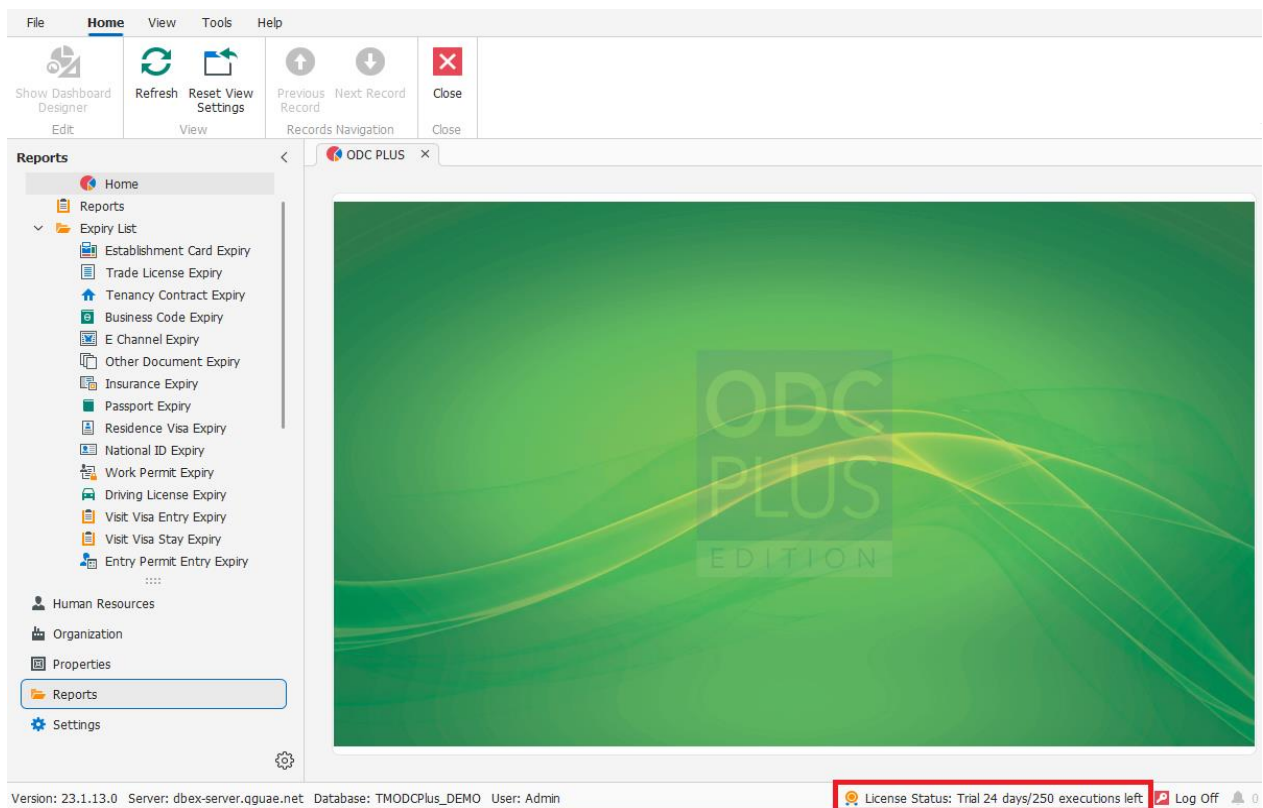 File Home View Tools Help
Show Dashboard Designer
Refresh
Reset View Settings
Previous Record
Next Record
Close
Edit View Records Navigation Close
Reports
ODC PLUS
Home
Reports
Expiry List
Establishment Card Expiry
Trade License Expiry
Tenancy Contract Expiry
Business Code Expiry
E Channel Expiry
Other Document Expiry
Insurance Expiry
Passport Expiry
Residence Visa Expiry
National ID Expiry
Work Permit Expiry
Driving License Expiry
Visit Visa Entry Expiry
Visit Visa Stay Expiry
Entry Permit Entry Expiry
Human Resources
Organization
Properties
Reports
Settings
ODC
PLUS
EDITION
Version: 23.1.13.0 Server: dbex-server.qguae.net Database: TMODCPlus_DEMO User: Admin License Status: Trial 24 days/250 executions left Log Off 0